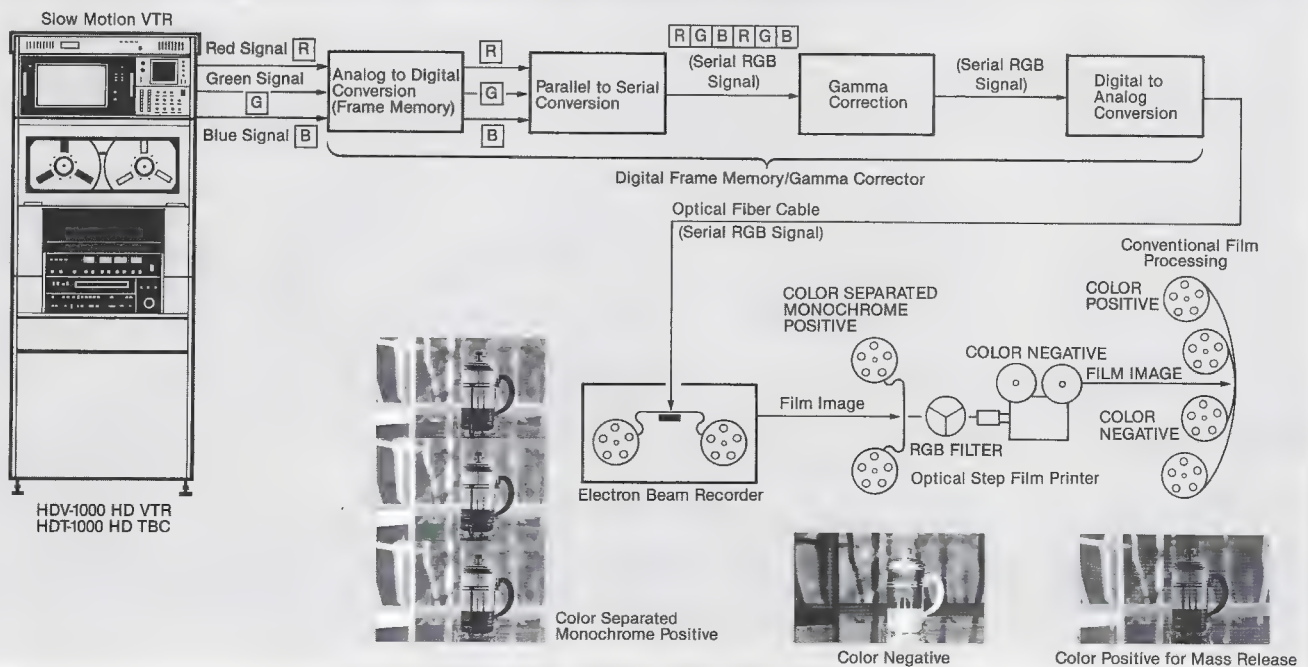 Slow Motion VTR
Red Signal R
Green Signal
G
Blue Signal B
Analog to Digital
Conversion
(Frame Memory)
R
G
B
Parallel to Serial
Conversion
R G B R G B
(Serial RGB
Signal)
Gamma
Correction
(Serial RGB
Signal)
Digital to
Analog
Conversion
Digital Frame Memory/Gamma Corrector
Optical Fiber Cable
(Serial RGB Signal)
Conventional Film
Processing
COLOR
POSITIVE
COLOR SEPARATED
MONOCHROME
POSITIVE
COLOR NEGATIVE
FILM IMAGE
Film Image
COLOR
NEGATIVE
RGB FILTER
Optical Step Film Printer
Electron Beam Recorder
HDV-1000 HD VTR
HDT-1000 HD TBC
Color Separated
Monochrome Positive
Color Negative
Color Positive for Mass Release